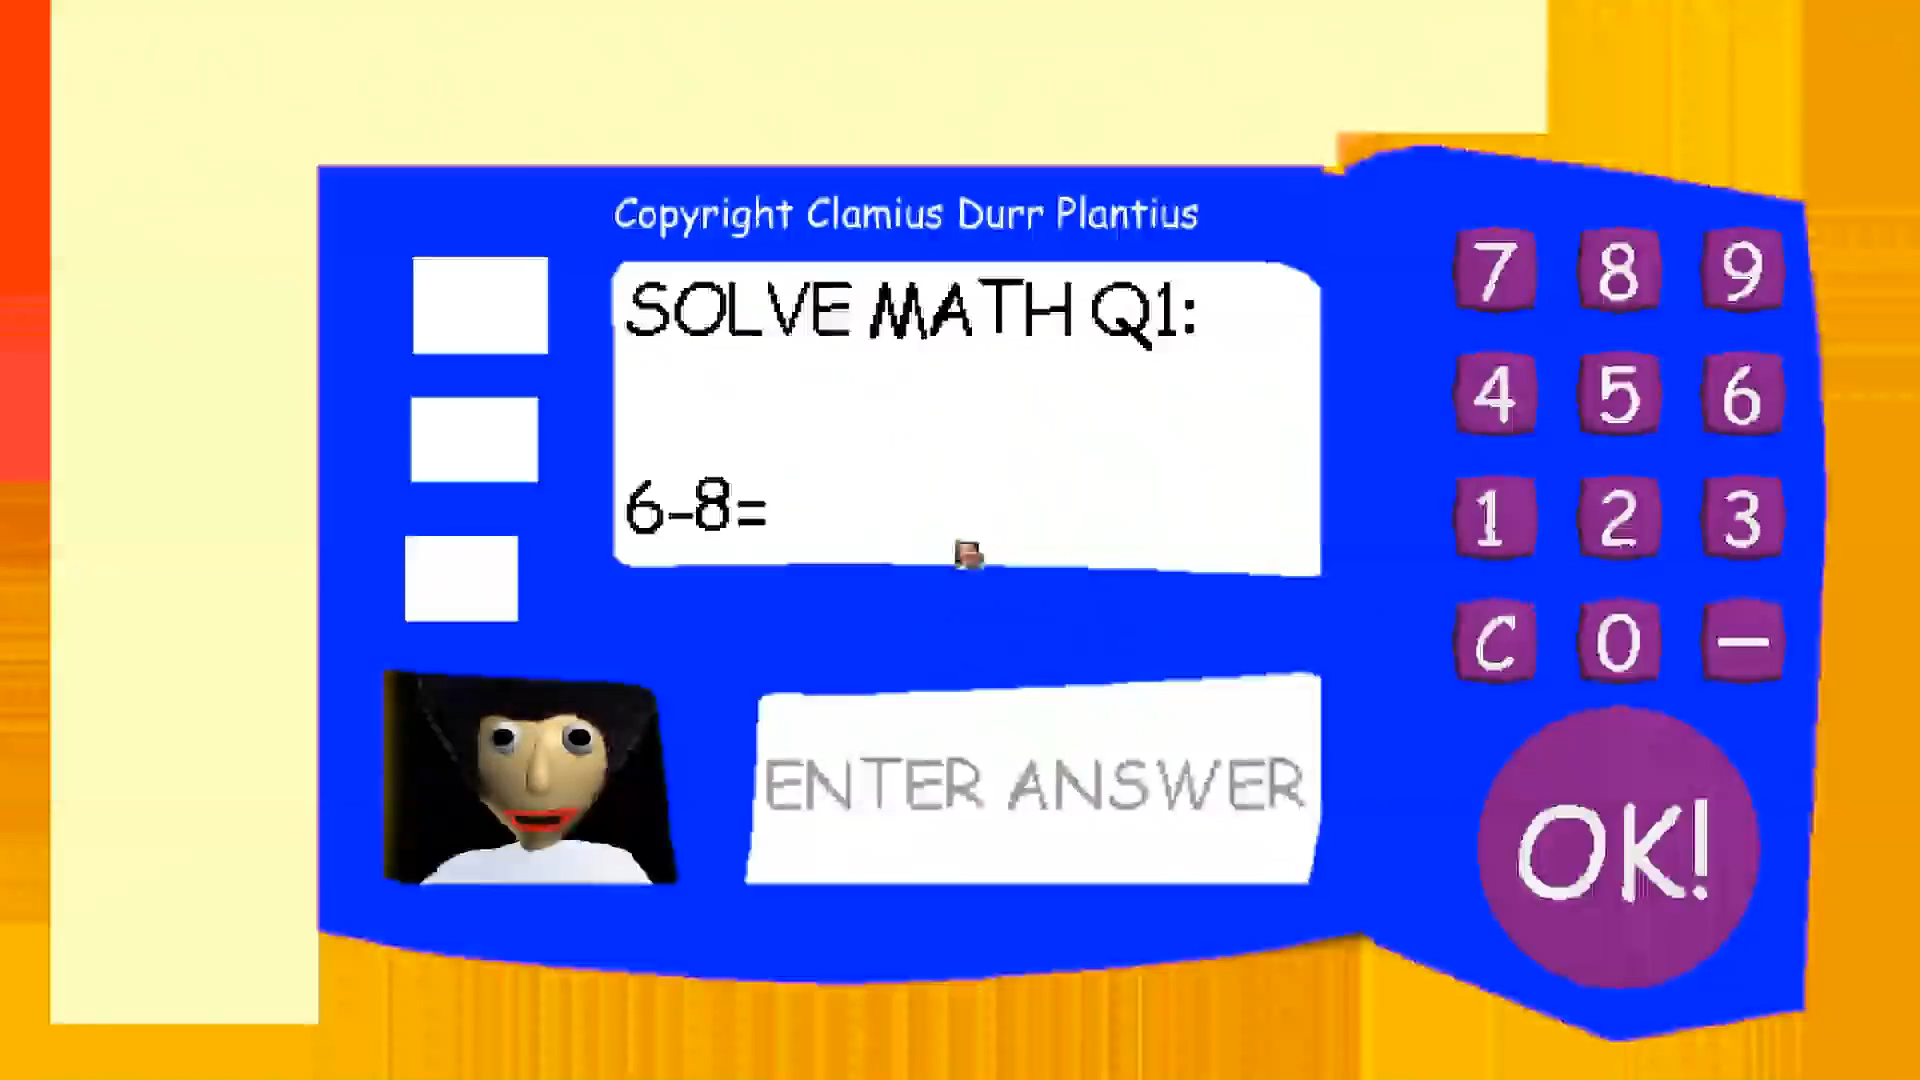 Copyright Clamius Durr Plantius
SOLVE MATH Q1:
6-8=
ENTER ANSWER
7 8 9
4 5 6
1 2 3
C 0 -
OK!